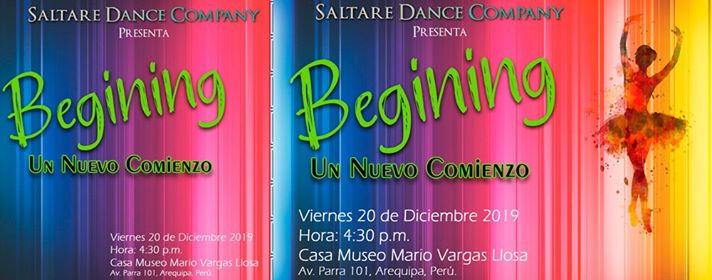 SALTARE DANCE COMPANY
PRESENTA
Begining
UN NUEVO COMIENZO
Viernes 20 de Diciembre 2019
Hora: 4:30 p.m.
Casa Museo Mario Vargas Llosa
Av. Parra 101, Arequipa, Perú.
SALTARE DANCE COMPANY
PRESENTA
Begining
UN NUEVO COMIENZO
Viernes 20 de Diciembre 2019
Hora: 4:30 p.m.
Casa Museo Mario Vargas Llosa
Av. Parra 101, Arequipa, Perú.